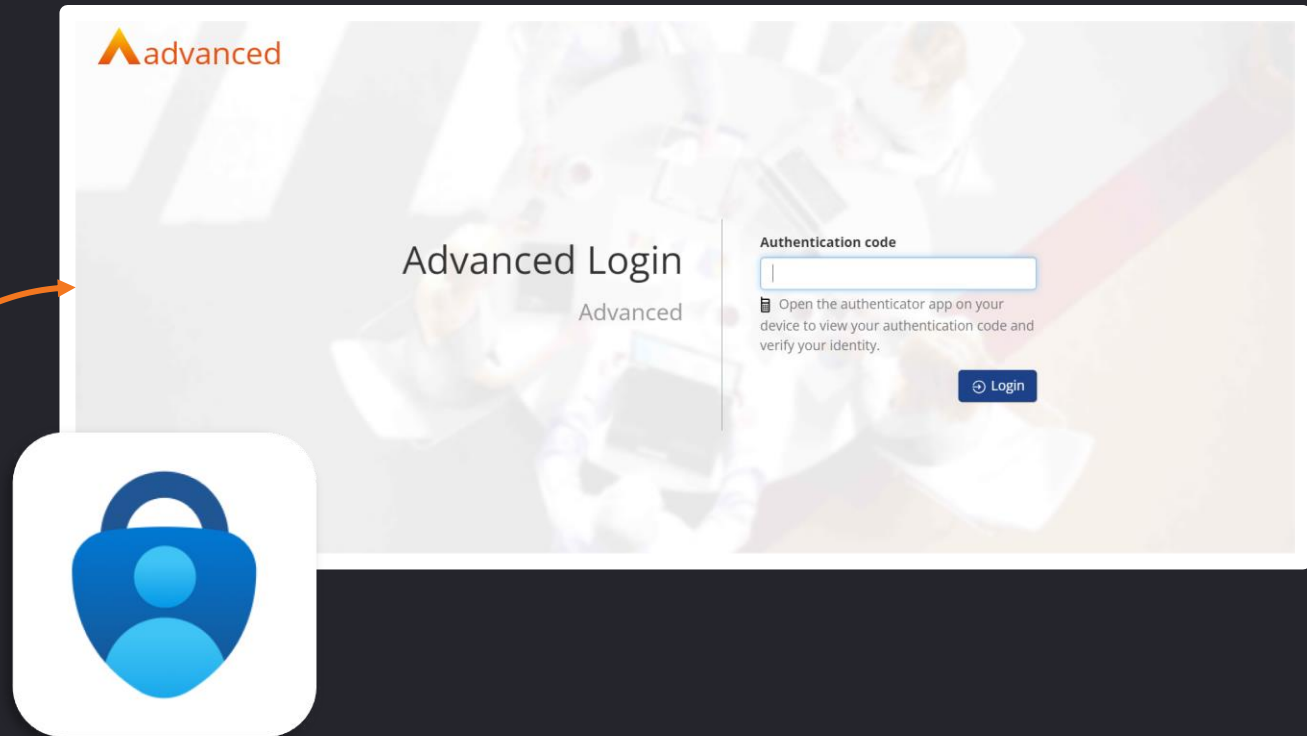 advanced
Advanced Login
Advanced
Authentication code
Open the authenticator app on your
device to view your authentication code and
verify your identity.
Login